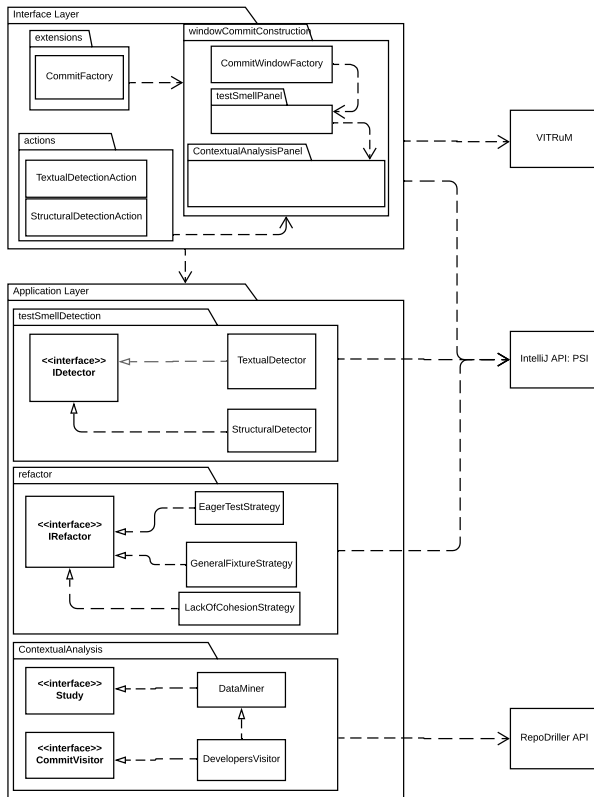 Interface Layer
extensions
CommitFactory
windowCommitConstruction
CommitWindowFactory
testSmellPanel
ContextualAnalysisPanel
actions
TextualDetectionAction
StructuralDetectionAction
VITRuM
Application Layer
testSmellDetection
<<interface>>
IDetector
TextualDetector
StructuralDetector
IntelliJ API: PSI
refactor
<<interface>>
IRefactor
EagerTestStrategy
GeneralFixtureStrategy
LackOfCohesionStrategy
ContextualAnalysis
<<interface>>
Study
DataMiner
<<interface>>
CommitVisitor
DevelopersVisitor
RepoDriller API